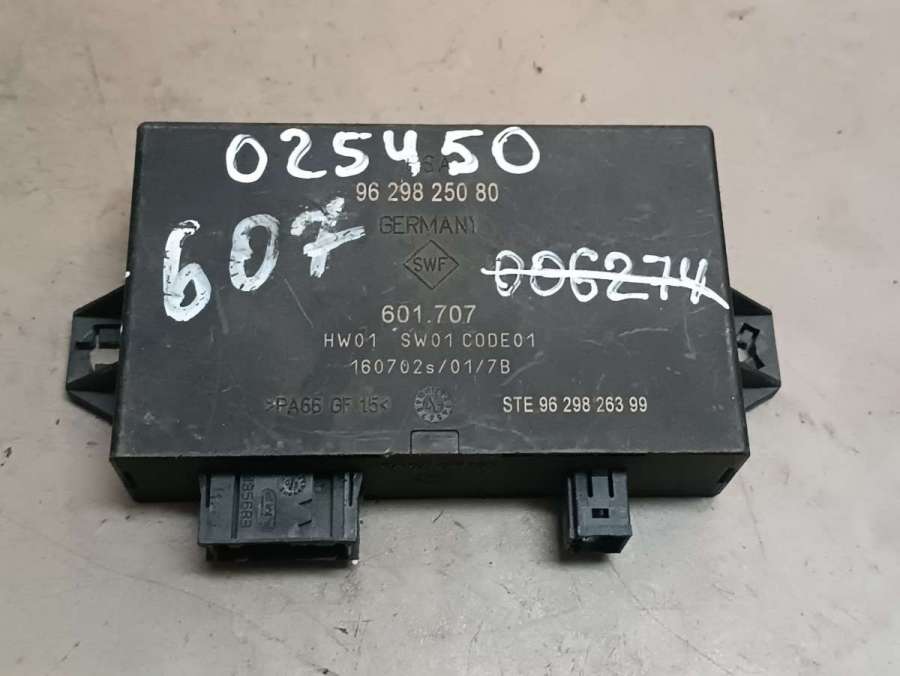 025450
96 298 250 80
607
GERMANY
SWF
006274
601.707
HW01 SW01 CODE01
160702s/01/7B
>PA66 GF 15<
STE 96 298 263 99